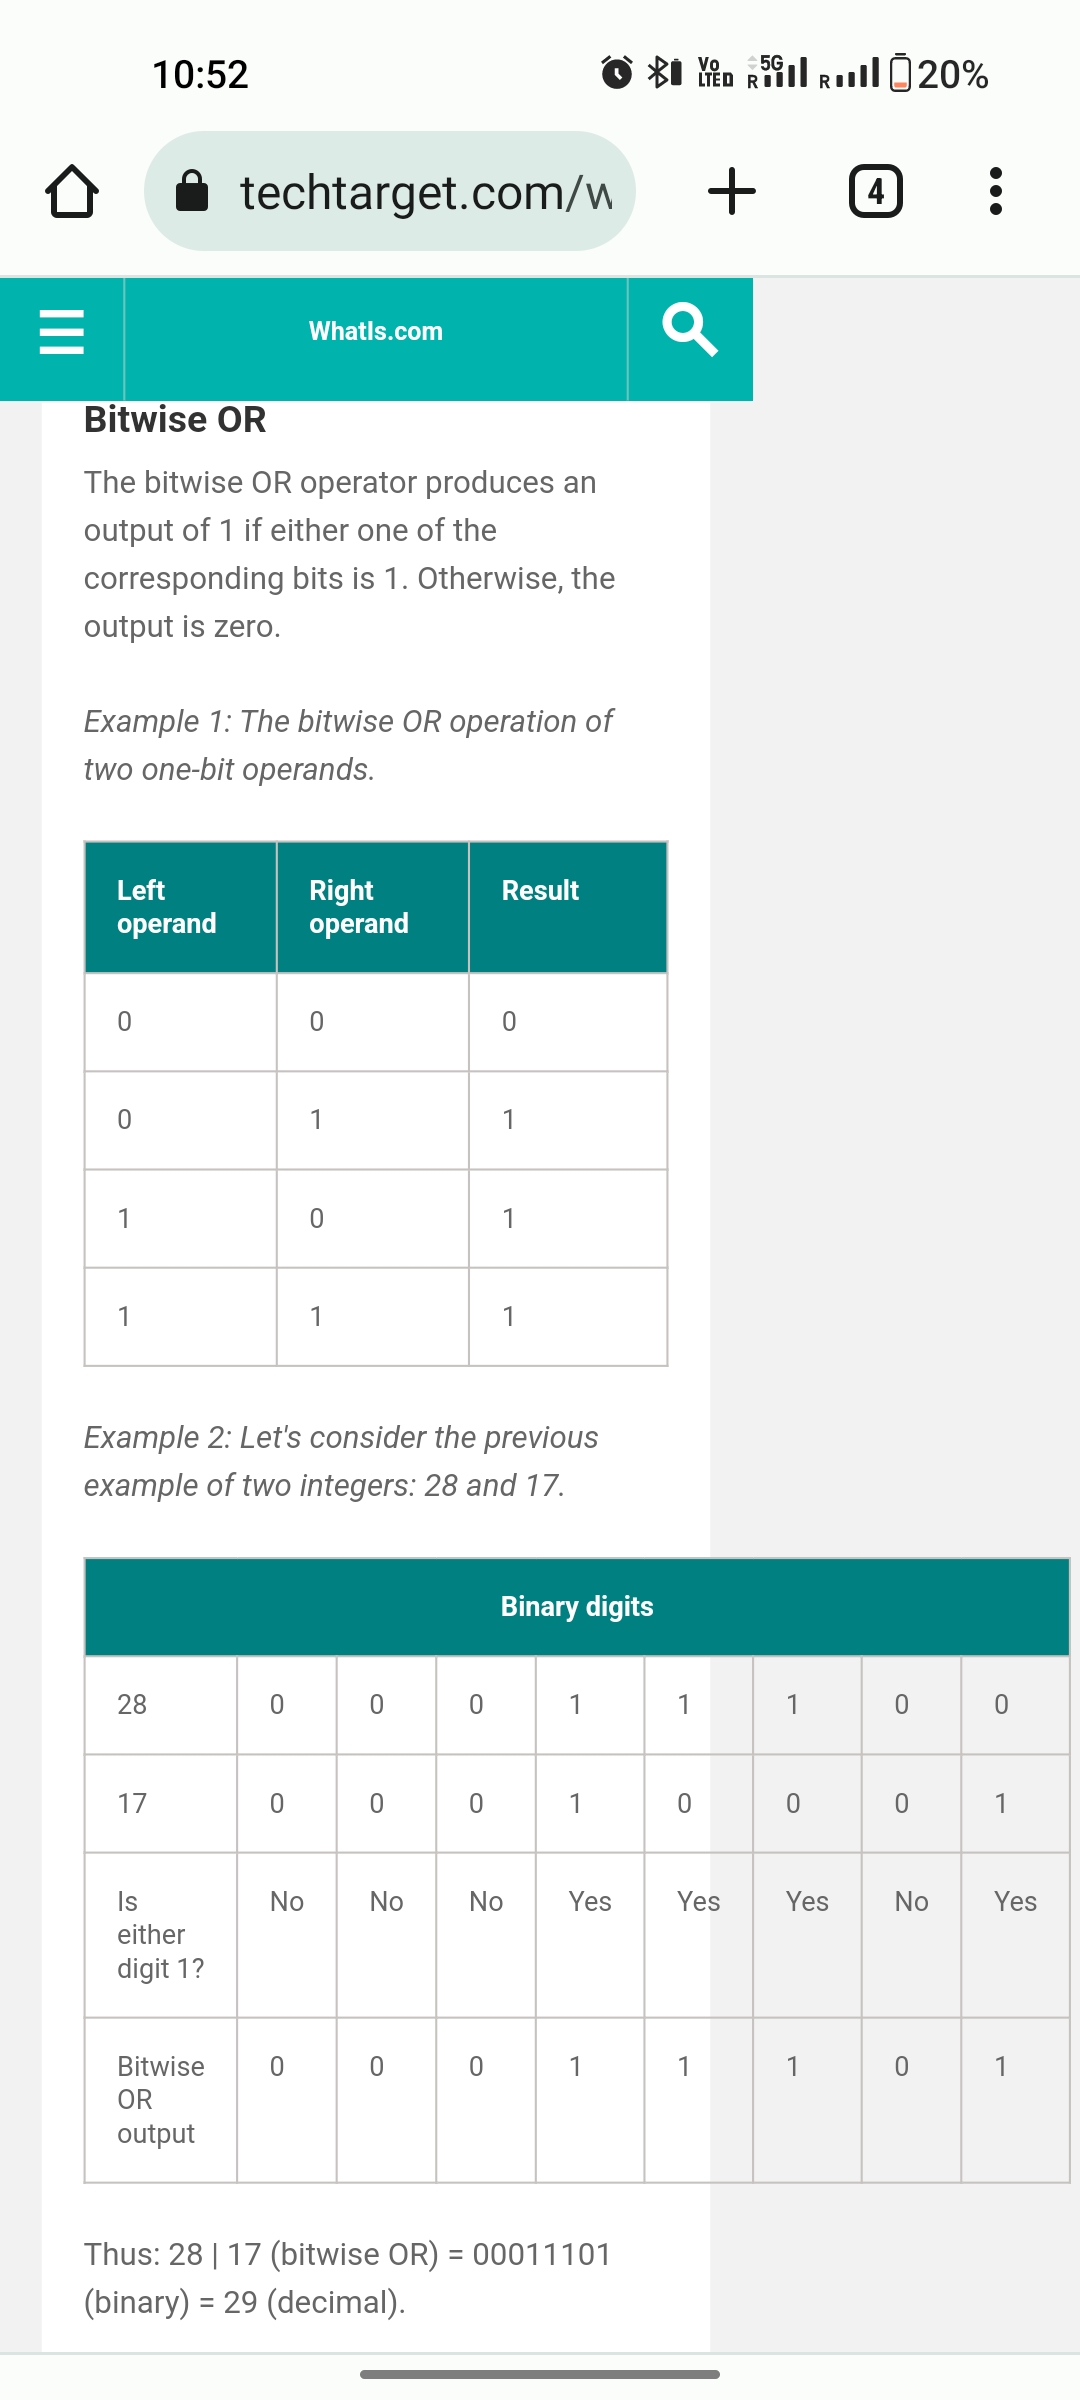 10:52
Vo LTE 5G R R 20%
techtarget.com/w
4
WhatIs.com
Bitwise OR
The bitwise OR operator produces an
output of 1 if either one of the
corresponding bits is 1. Otherwise, the
output is zero.
Example 1: The bitwise OR operation of
two one-bit operands.
Left operand Right operand Result
0 0 0
0 1 1
1 0 1
1 1 1
Example 2: Let's consider the previous
example of two integers: 28 and 17.
Binary digits
28 0 0 0 1 1 1 0 0
17 0 0 0 1 0 0 0 1
Is either digit 1? No No No Yes Yes Yes No Yes
Bitwise OR output 0 0 0 1 1 1 0 1
Thus: 28 | 17 (bitwise OR) = 00011101
(binary) = 29 (decimal).